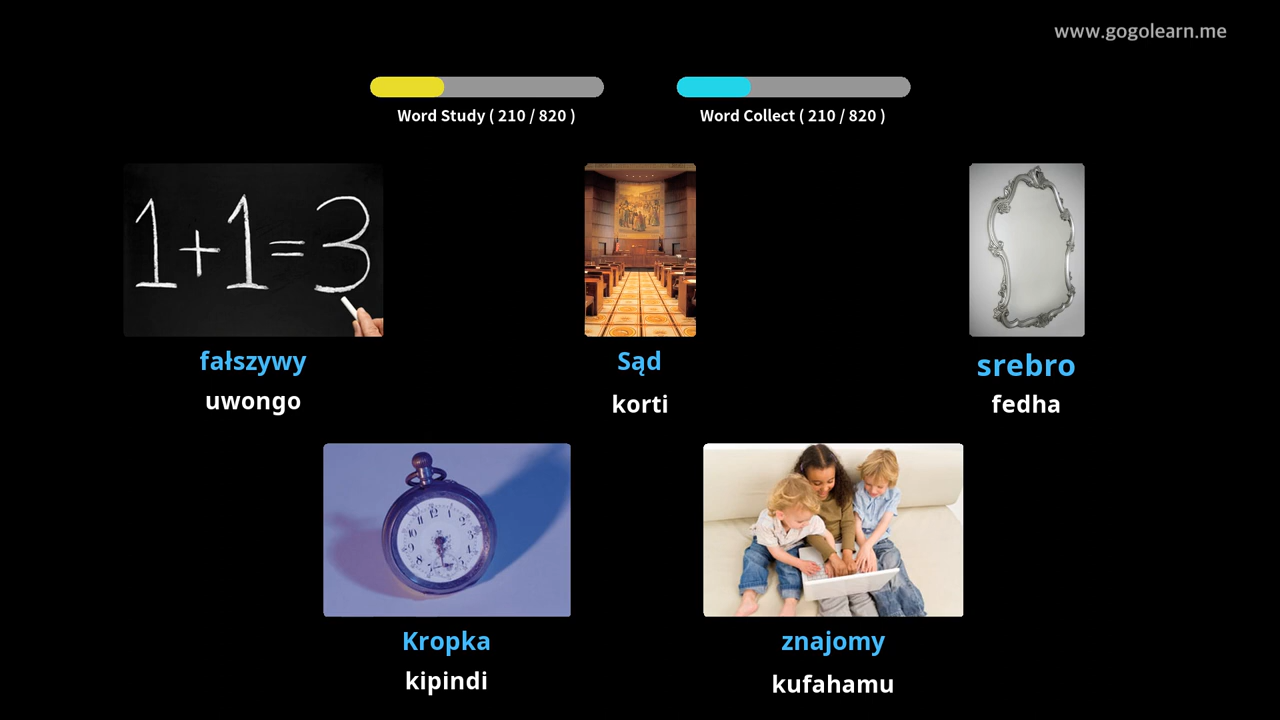 www.gogolearn.me
Word Study ( 210 / 820 )
Word Collect ( 210 / 820 )
1+1=3
fałszywy
uwongo
Sąd
korti
srebro
fedha
Kropka
kipindi
znajomy
kufahamu